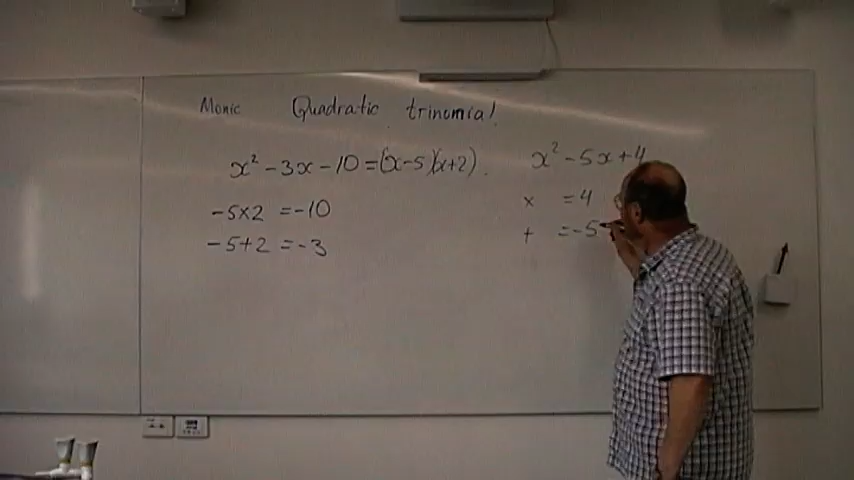 Monic Quadratic trinomial
x² - 3x - 10 = (x-5)(x+2).
-5×2 = -10
-5+2 = -3
x² - 5x + 4
× = 4
+ = -5